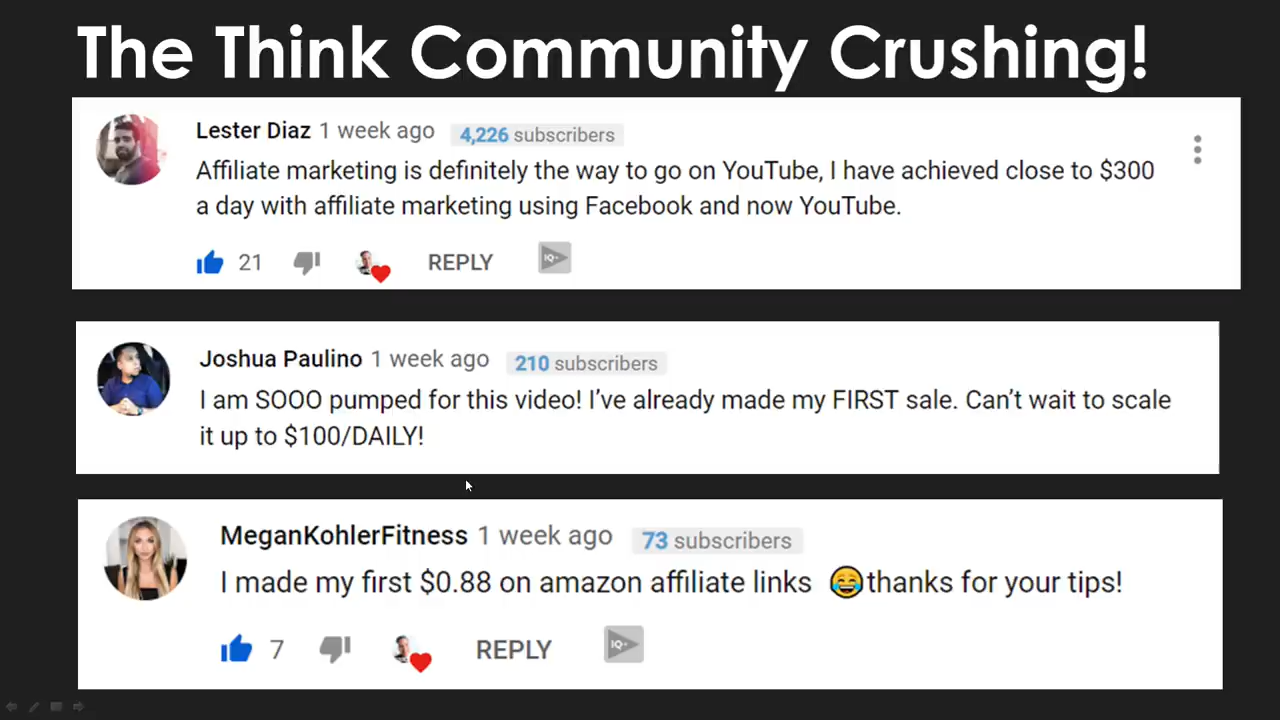 The Think Community Crushing!
Lester Diaz 1 week ago 4,226 subscribers
Affiliate marketing is definitely the way to go on YouTube, I have achieved close to $300
a day with affiliate marketing using Facebook and now YouTube.
21 REPLY IQ+
Joshua Paulino 1 week ago 210 subscribers
I am SOOO pumped for this video! I’ve already made my FIRST sale. Can’t wait to scale
it up to $100/DAILY!
MeganKohlerFitness 1 week ago 73 subscribers
I made my first $0.88 on amazon affiliate links 😂thanks for your tips!
7 REPLY IQ+